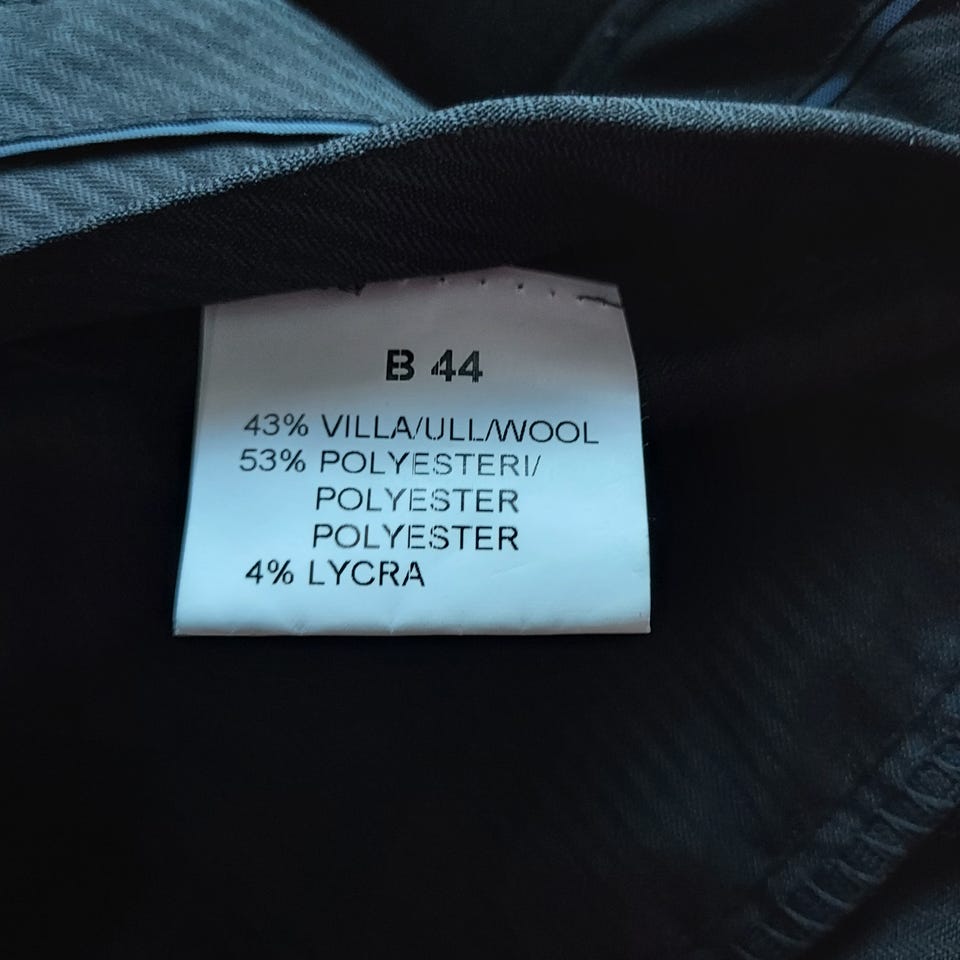 B 44
43% VILLA/ULL/WOOL
53% POLYESTERI/
POLYESTER
POLYESTER
4% LYCRA